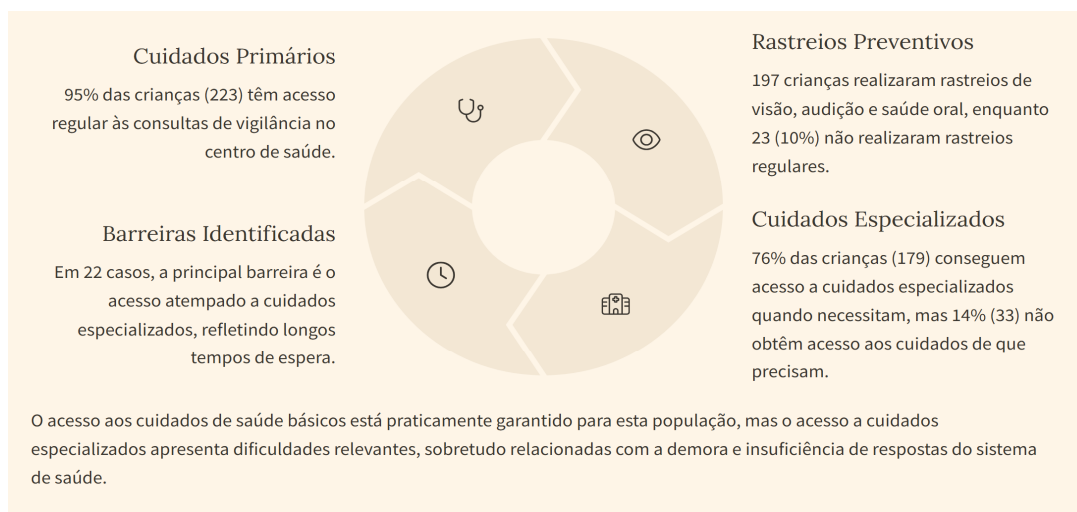 Cuidados Primários
95% das crianças (223) têm acesso
regular às consultas de vigilância no
centro de saúde.
Rastreios Preventivos
197 crianças realizaram rastreios de
visão, audição e saúde oral, enquanto
23 (10%) não realizaram rastreios
regulares.
Barreiras Identificadas
Em 22 casos, a principal barreira é o
acesso atempado a cuidados
especializados, refletindo longos
tempos de espera.
Cuidados Especializados
76% das crianças (179) conseguem
acesso a cuidados especializados
quando necessitam, mas 14% (33) não
obtêm acesso aos cuidados de que
precisam.
O acesso aos cuidados de saúde básicos está praticamente garantido para esta população, mas o acesso a cuidados
especializados apresenta dificuldades relevantes, sobretudo relacionadas com a demora e insuficiência de respostas do sistema
de saúde.